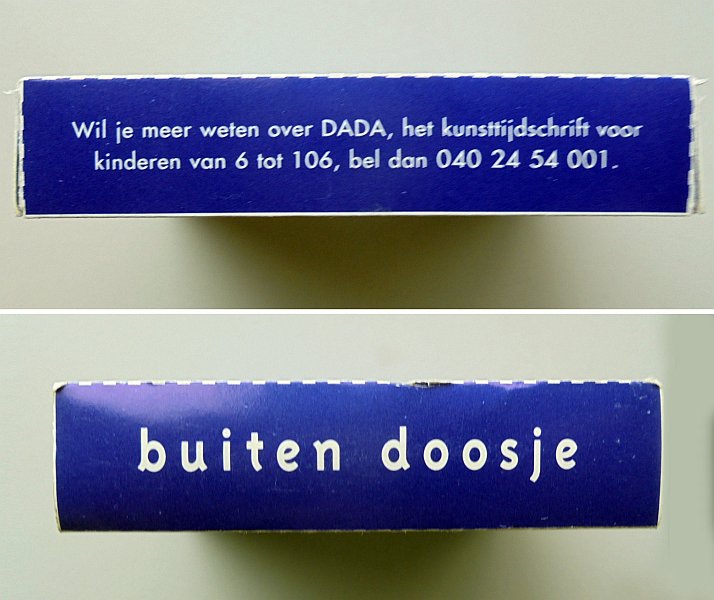 Wil je meer weten over DADA, het kunsttijdschrift voor
kinderen van 6 tot 106, bel dan 040 24 54 001.
buiten doosje